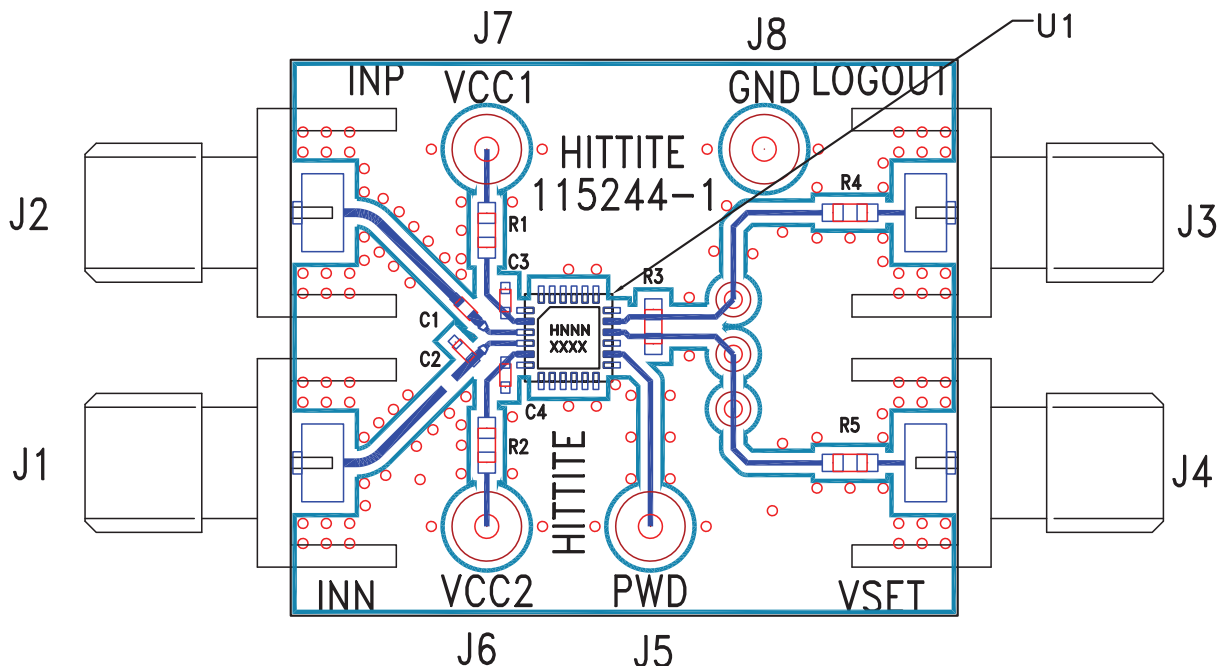 J7
J8
U1
INP
VCC1
GND
LOGOUT
HITTITE
115244-1
J2
R1
R4
J3
C3
R3
C1
HNNN
XXXX
C2
C4
R2
R5
J1
J4
HITTITE
INN
VCC2
PWD
VSET
J6
J5